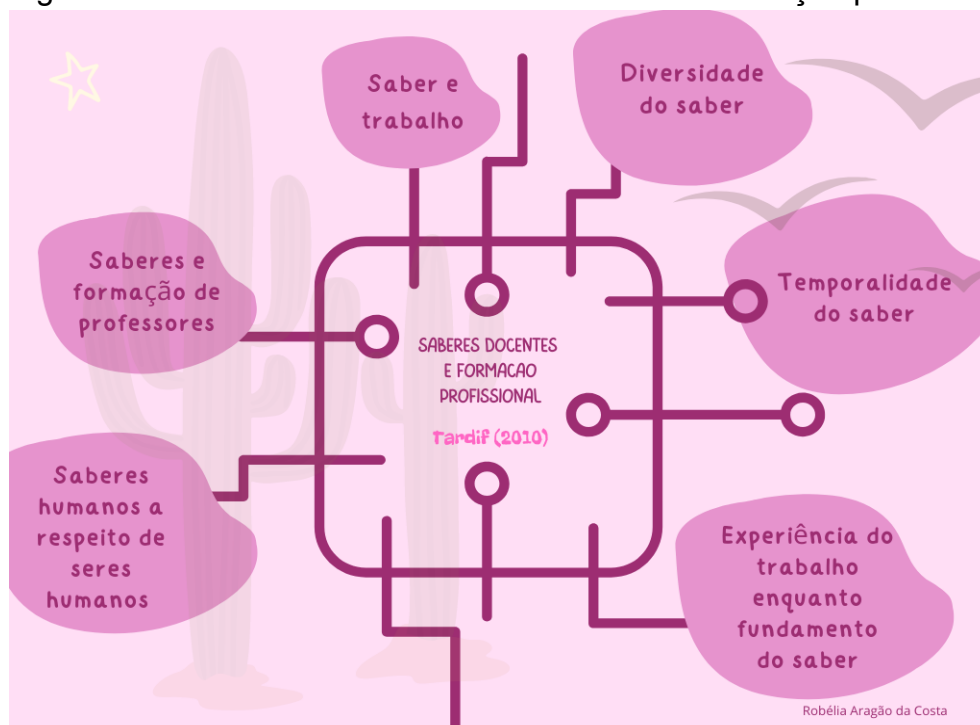 Saber e
trabalho
Diversidade
do saber
Saberes e
formação de
professores
Temporalidade
do saber
SABERES DOCENTES
E FORMACAO
PROFISSIONAL
Tardif (2010)
Saberes
humanos a
respeito de
seres
humanos
Experiência do
trabalho
enquanto
fundamento
do saber
Robélia Aragão da Costa